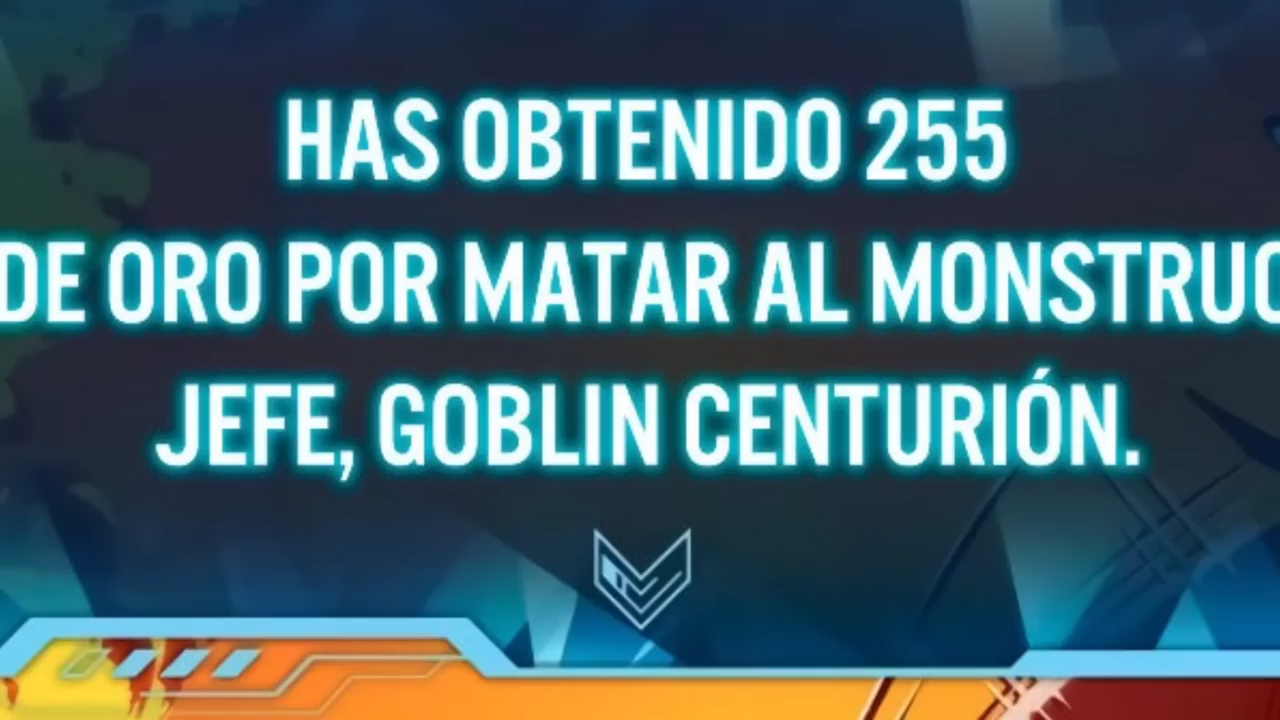 HAS OBTENIDO 255
DE ORO POR MATAR AL MONSTRUO
JEFE, GOBLIN CENTURIÓN.